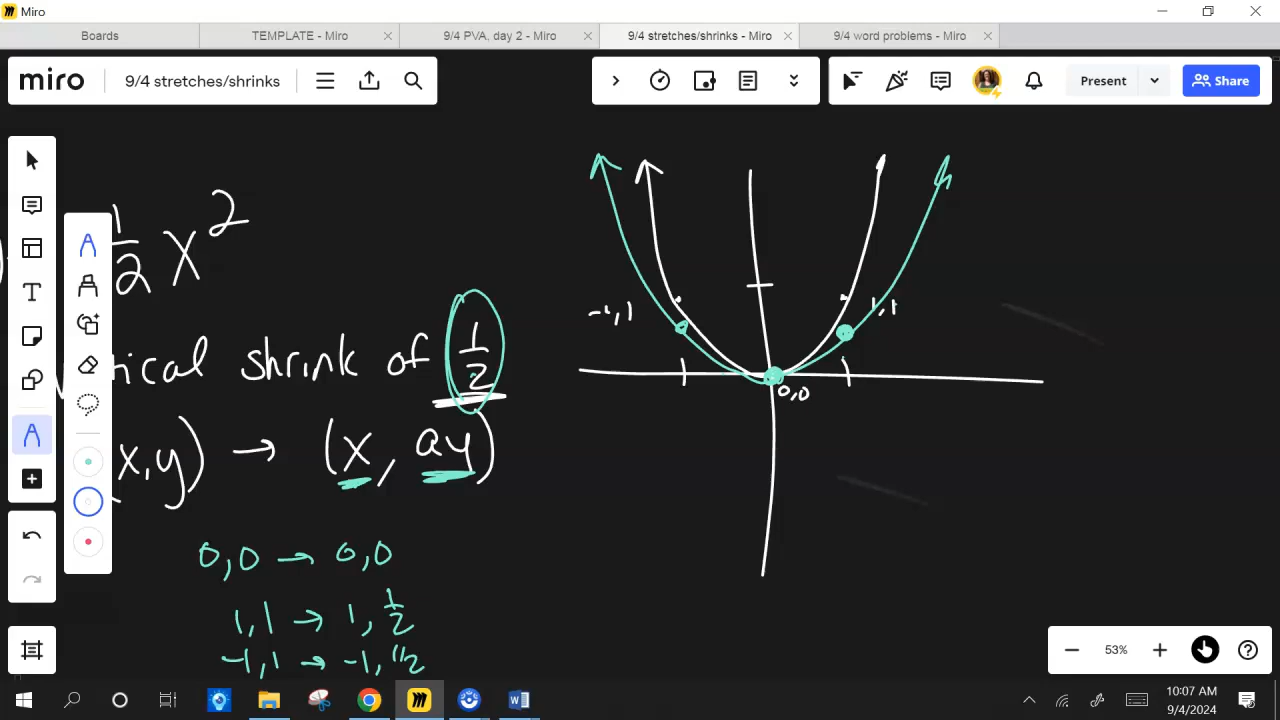 Miro
Boards
TEMPLATE - Miro
9/4 PVA, day 2 - Miro
9/4 stretches/shrinks - Miro
9/4 word problems - Miro
miro
9/4 stretches/shrinks
Present
Share
1/2 x²
tical shrink of 1/2
(x,y) → (x, ay)
0,0 → 0,0
1,1 → 1, 1/2
-1,1 → -1, 1/2
-1,1
1,1
1
1
0,0
53%
10:07 AM
9/4/2024